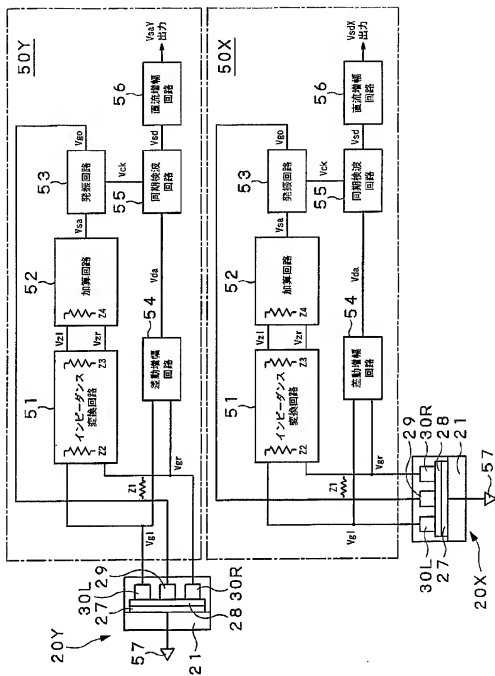 50Y
53
Vgo
発振回路
52
Vsa
加算回路
Z4
Vzl
Vzr
51
インピーダンス
変換回路
Z2
Z3
Vck
55
同期検波
回路
Vsd
56
直流増幅
回路
VsaY
出力
Vda
54
差動増幅
回路
Vgr
Z1
Vgl
20Y
27
30L
29
57
21
28
30R
50X
53
Vgo
発振回路
52
Vsa
加算回路
Z4
Vzl
Vzr
51
インピーダンス
変換回路
Z2
Z3
Vck
55
同期検波
回路
Vsd
56
直流増幅
回路
VsdX
出力
Vda
54
差動増幅
回路
Vgr
Z1
Vgl
29
30R
28
21
30L
27
20X
57